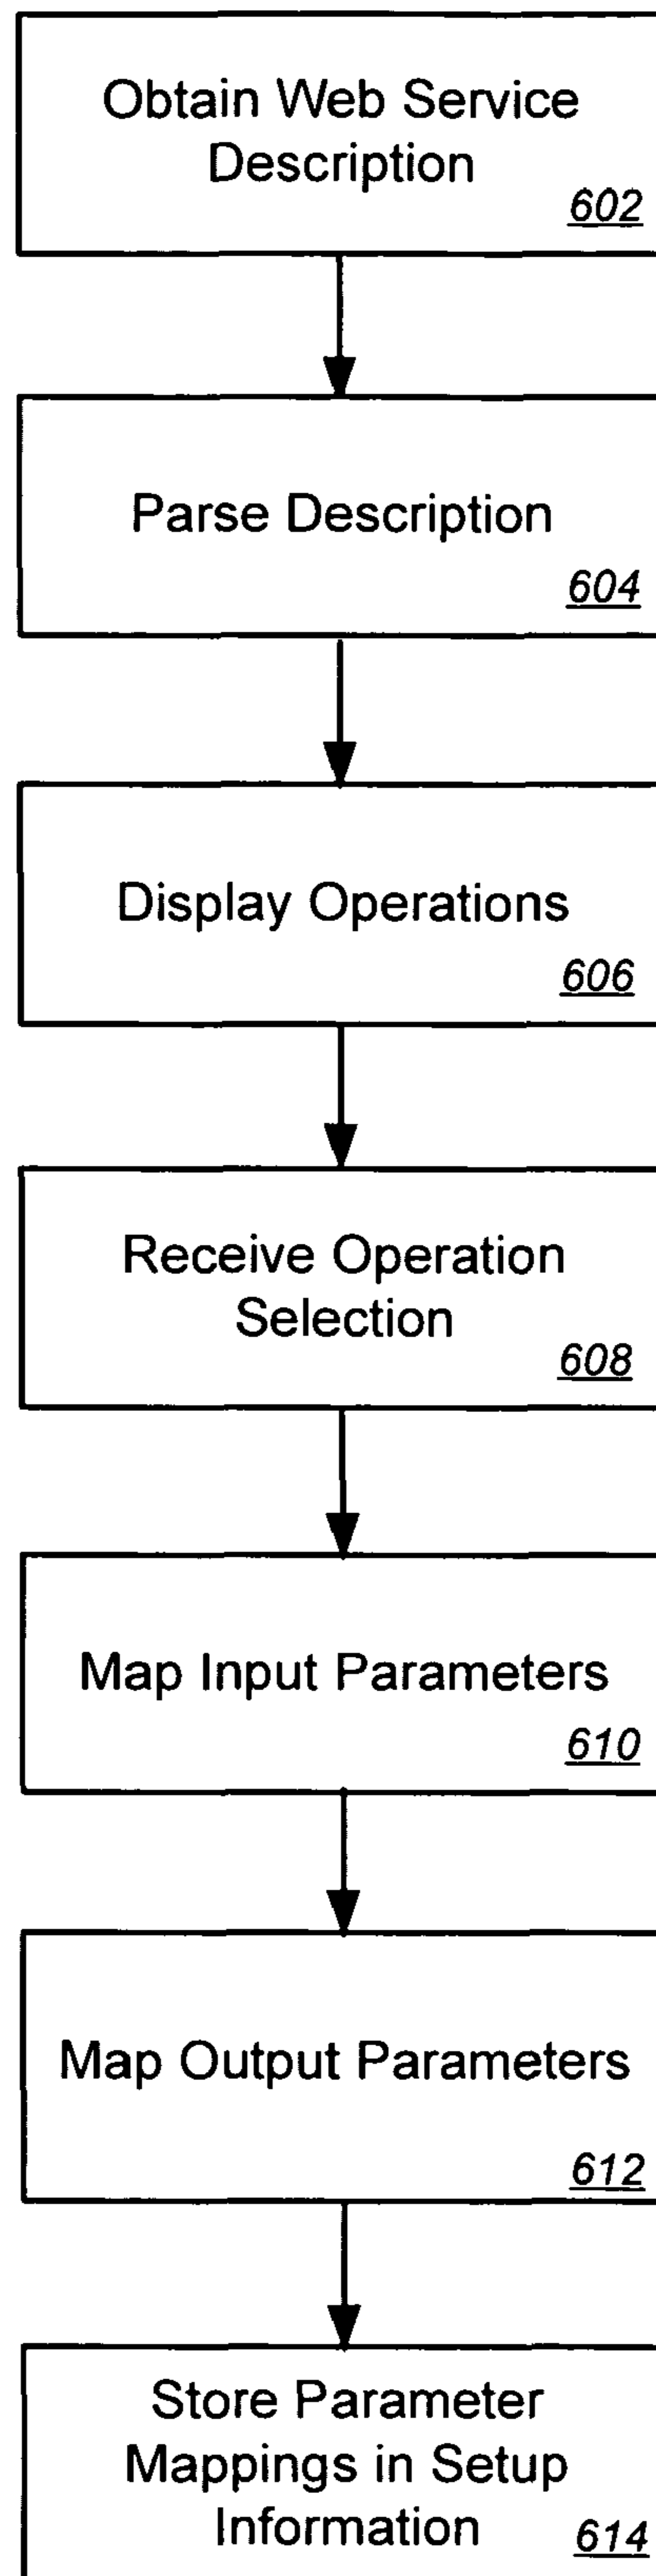 Obtain Web Service
Description
602
Parse Description
604
Display Operations
606
Receive Operation
Selection
608
Map Input Parameters
610
Map Output Parameters
612
Store Parameter
Mappings in Setup
Information
614